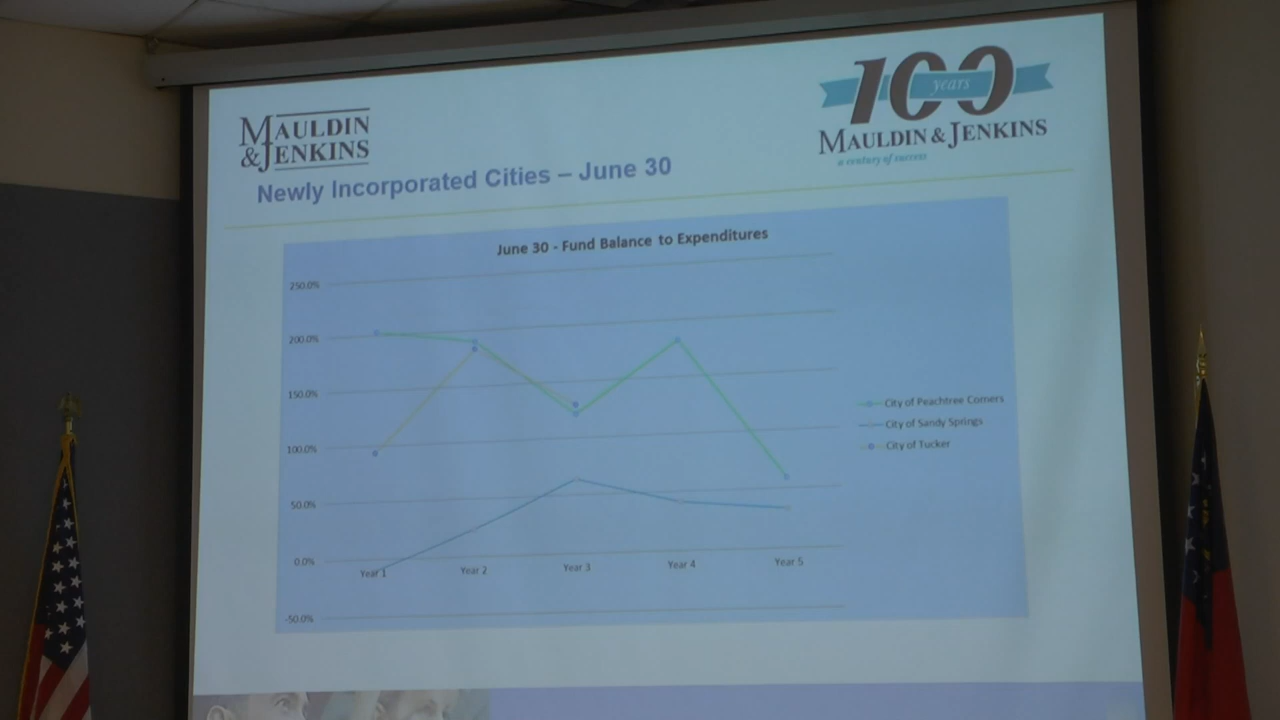 MAULDIN
&JENKINS
100
years
MAULDIN & JENKINS
a century of success
Newly Incorporated Cities – June 30
June 30 - Fund Balance to Expenditures
250.0%
200.0%
150.0%
100.0%
50.0%
0.0%
-50.0%
Year 1
Year 2
Year 3
Year 4
Year 5
City of Peachtree Corners
City of Sandy Springs
City of Tucker